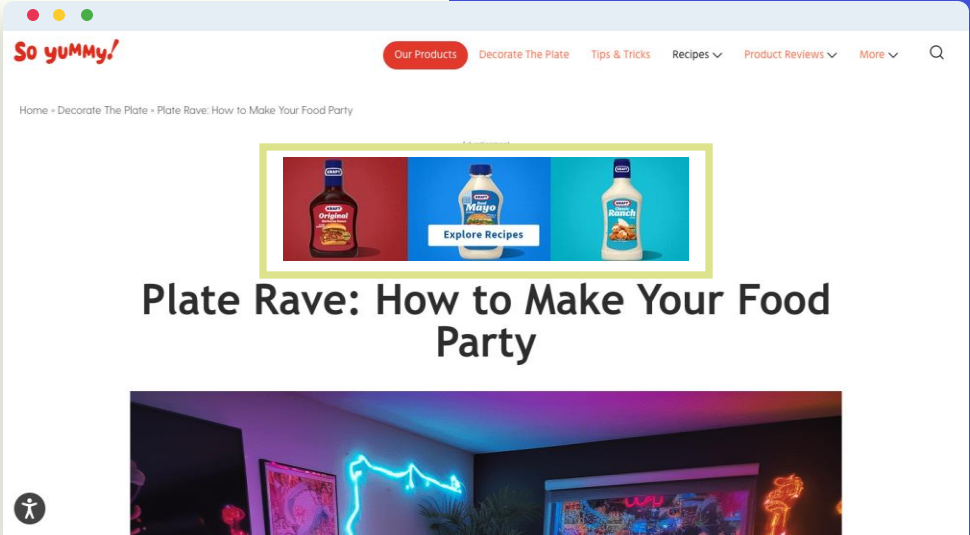 So yuMMy!
Our Products
Decorate The Plate
Tips & Tricks
Recipes
Product Reviews
More
Home » Decorate The Plate » Plate Rave: How to Make Your Food Party
Advertisement
KRAFT
Original
KRAFT
Real
Mayo
KRAFT
Classic
Ranch
Explore Recipes
Plate Rave: How to Make Your Food
Party